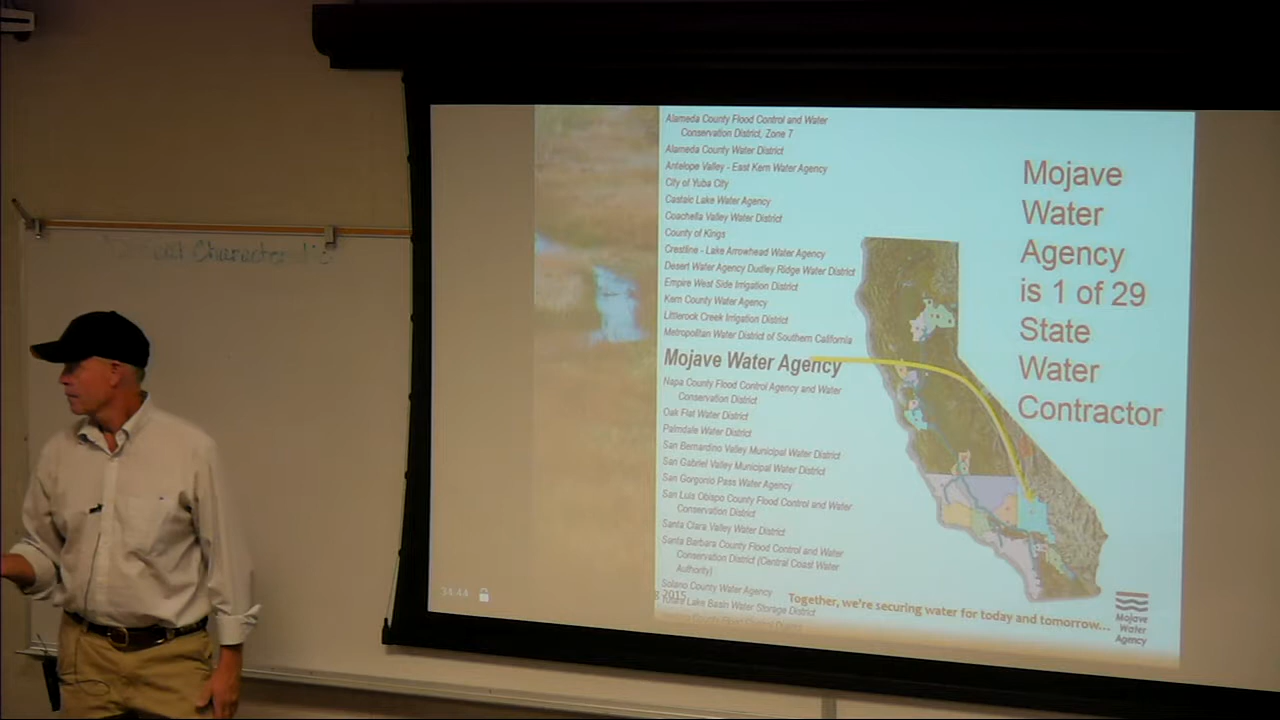 Alameda County Flood Control and Water
Conservation District, Zone 7
Alameda County Water District
Antelope Valley - East Kern Water Agency
City of Yuba City
Castaic Lake Water Agency
Coachella Valley Water District
County of Kings
Crestline - Lake Arrowhead Water Agency
Desert Water Agency Dudley Ridge Water District
Empire West Side Irrigation District
Kern County Water Agency
Littlerock Creek Irrigation District
Metropolitan Water District of Southern California
Mojave Water Agency
Napa County Flood Control Agency and Water
Conservation District
Oak Flat Water District
Palmdale Water District
San Bernardino Valley Municipal Water District
San Gabriel Valley Municipal Water District
San Gorgonio Pass Water Agency
San Luis Obispo County Flood Control and Water
Conservation District
Santa Clara Valley Water District
Santa Barbara County Flood Control and Water
Conservation District (Central Coast Water
Authority)
Solano County Water Agency
Tulare Lake Basin Water Storage District
Mojave
Water
Agency
is 1 of 29
State
Water
Contractor
34:44
g 2015
Together, we're securing water for today and tomorrow...
Mojave
Water
Agency